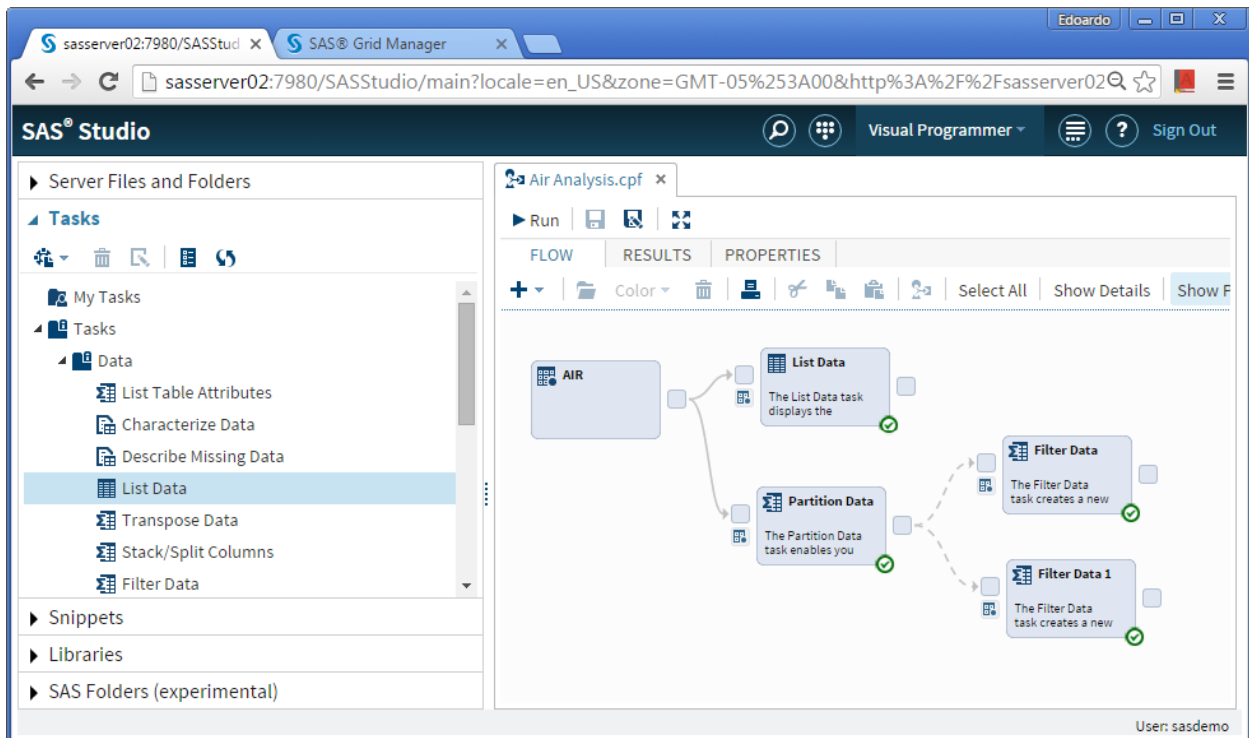 Edoardo
sasserver02:7980/SASStud
SAS® Grid Manager
sasserver02:7980/SASStudio/main?locale=en_US&zone=GMT-05%253A00&http%3A%2F%2Fsasserver02
SAS® Studio
Visual Programmer
Sign Out
Server Files and Folders
Tasks
My Tasks
Tasks
Data
List Table Attributes
Characterize Data
Describe Missing Data
List Data
Transpose Data
Stack/Split Columns
Filter Data
Snippets
Libraries
SAS Folders (experimental)
Air Analysis.cpf
Run
FLOW RESULTS PROPERTIES
Color Select All Show Details Show F
AIR
List Data
The List Data task
displays the
Partition Data
The Partition Data
task enables you
Filter Data
The Filter Data
task creates a new
Filter Data 1
The Filter Data
task creates a new
User: sasdemo